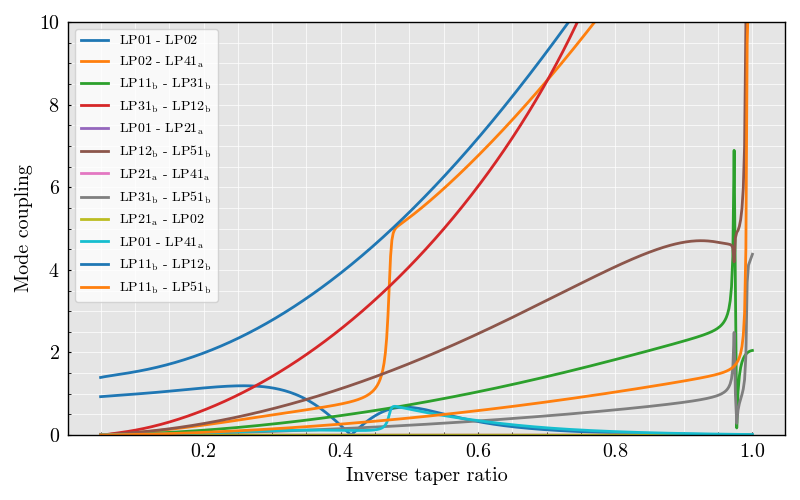 10
8
6
4
2
0
Mode coupling
LP01 - LP02
LP02 - LP41a
LP11b - LP31b
LP31b - LP12b
LP01 - LP21a
LP12b - LP51b
LP21a - LP41a
LP31b - LP51b
LP21a - LP02
LP01 - LP41a
LP11b - LP12b
LP11b - LP51b
0.2 0.4 0.6 0.8 1.0
Inverse taper ratio